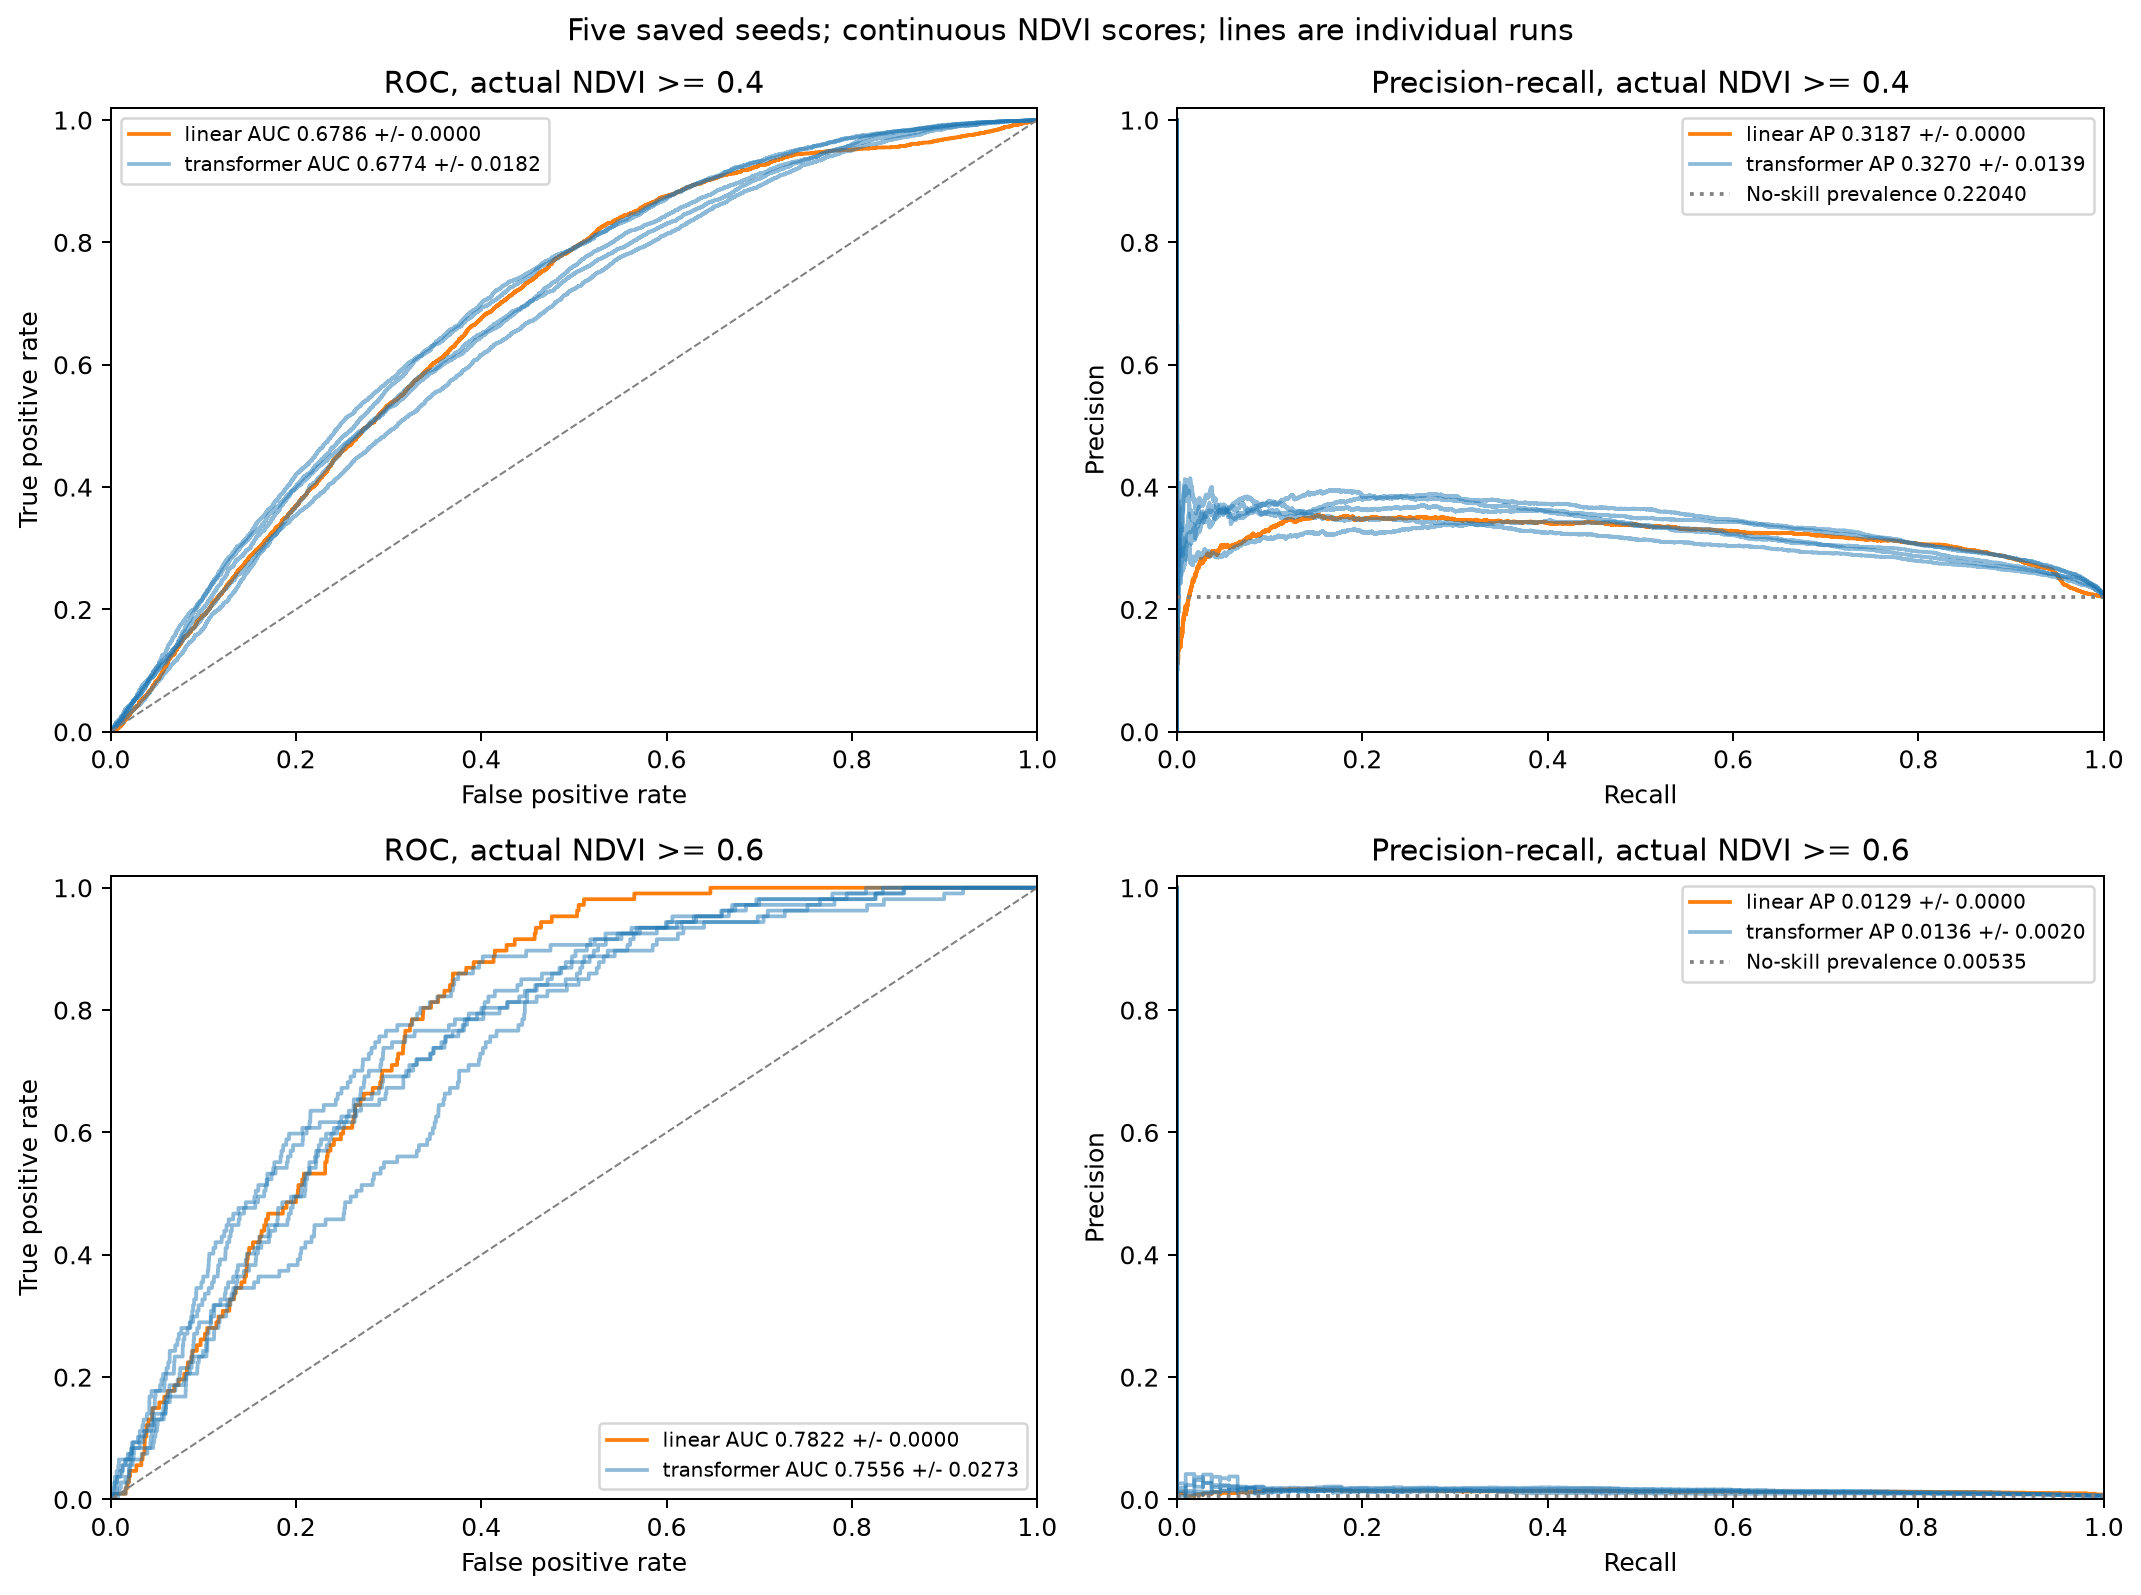 Five saved seeds; continuous NDVI scores; lines are individual runs
ROC, actual NDVI >= 0.4
linear AUC 0.6786 +/- 0.0000
transformer AUC 0.6774 +/- 0.0182
1.0
0.8
0.6
0.4
0.2
0.0
True positive rate
0.0 0.2 0.4 0.6 0.8 1.0
False positive rate
Precision-recall, actual NDVI >= 0.4
linear AP 0.3187 +/- 0.0000
transformer AP 0.3270 +/- 0.0139
No-skill prevalence 0.22040
1.0
0.8
0.6
0.4
0.2
0.0
Precision
0.0 0.2 0.4 0.6 0.8 1.0
Recall
ROC, actual NDVI >= 0.6
1.0
0.8
0.6
0.4
0.2
0.0
True positive rate
linear AUC 0.7822 +/- 0.0000
transformer AUC 0.7556 +/- 0.0273
0.0 0.2 0.4 0.6 0.8 1.0
False positive rate
Precision-recall, actual NDVI >= 0.6
linear AP 0.0129 +/- 0.0000
transformer AP 0.0136 +/- 0.0020
No-skill prevalence 0.00535
1.0
0.8
0.6
0.4
0.2
0.0
Precision
0.0 0.2 0.4 0.6 0.8 1.0
Recall